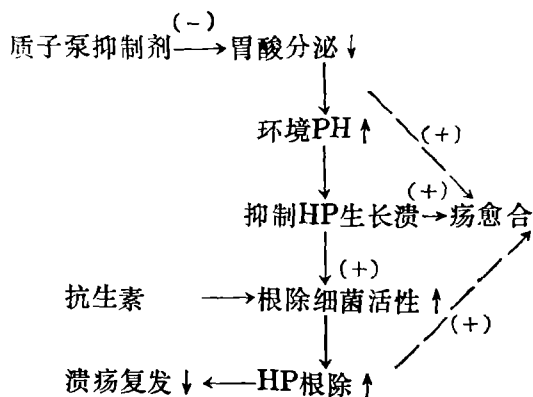 (-)
质子泵抑制剂→胃酸分泌↓
环境PH↑ (+)
(+)
抑制HP生长溃→疡愈合
(+)
抗生素 →根除细菌活性↑
(+)
溃疡复发↓←HP根除↑